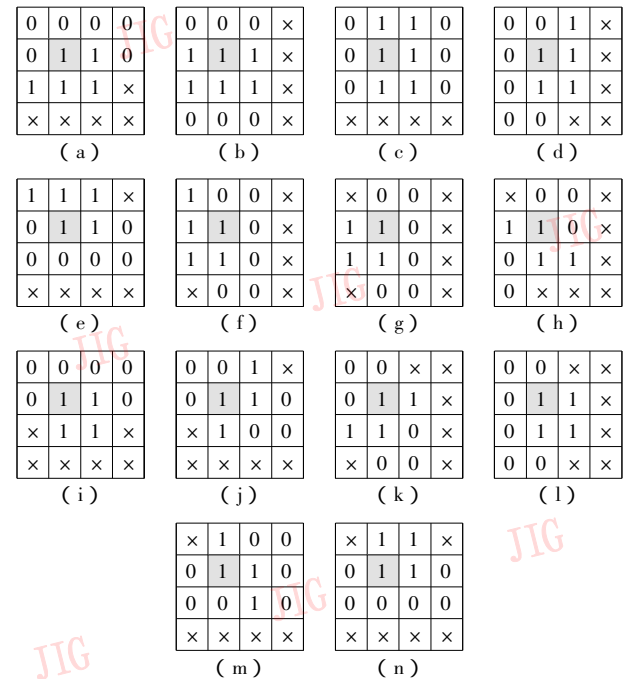 0 0 0 0 0 0 0 × 0 1 1 0 0 0 1 ×
0 1 1 0 1 1 1 × 0 1 1 0 0 1 1 ×
1 1 1 × 1 1 1 × 0 1 1 0 0 1 1 ×
× × × × 0 0 0 × × × × × 0 0 × ×
(a) (b) (c) (d)
1 1 1 × 1 0 0 × × 0 0 × × 0 0 ×
0 1 1 0 1 1 0 × 1 1 0 × 1 1 0 ×
0 0 0 0 1 1 0 × 1 1 0 × 0 1 1 ×
× × × × × 0 0 × × 0 0 × 0 × × ×
(e) (f) (g) (h)
0 0 0 0 0 0 1 × 0 0 × × 0 0 × ×
0 1 1 0 0 1 1 0 0 1 1 × 0 1 1 ×
× 1 1 × × 1 0 0 1 1 0 × 0 1 1 ×
× × × × × × × × × 0 0 × 0 0 × ×
(i) (j) (k) (l)
× 1 0 0 × 1 1 ×
0 1 1 0 0 1 1 0
0 0 1 0 0 0 0 0
× × × × × × × ×
(m) (n)
JIG
JIG
JIG
JIG
JIG
JIG
JIG